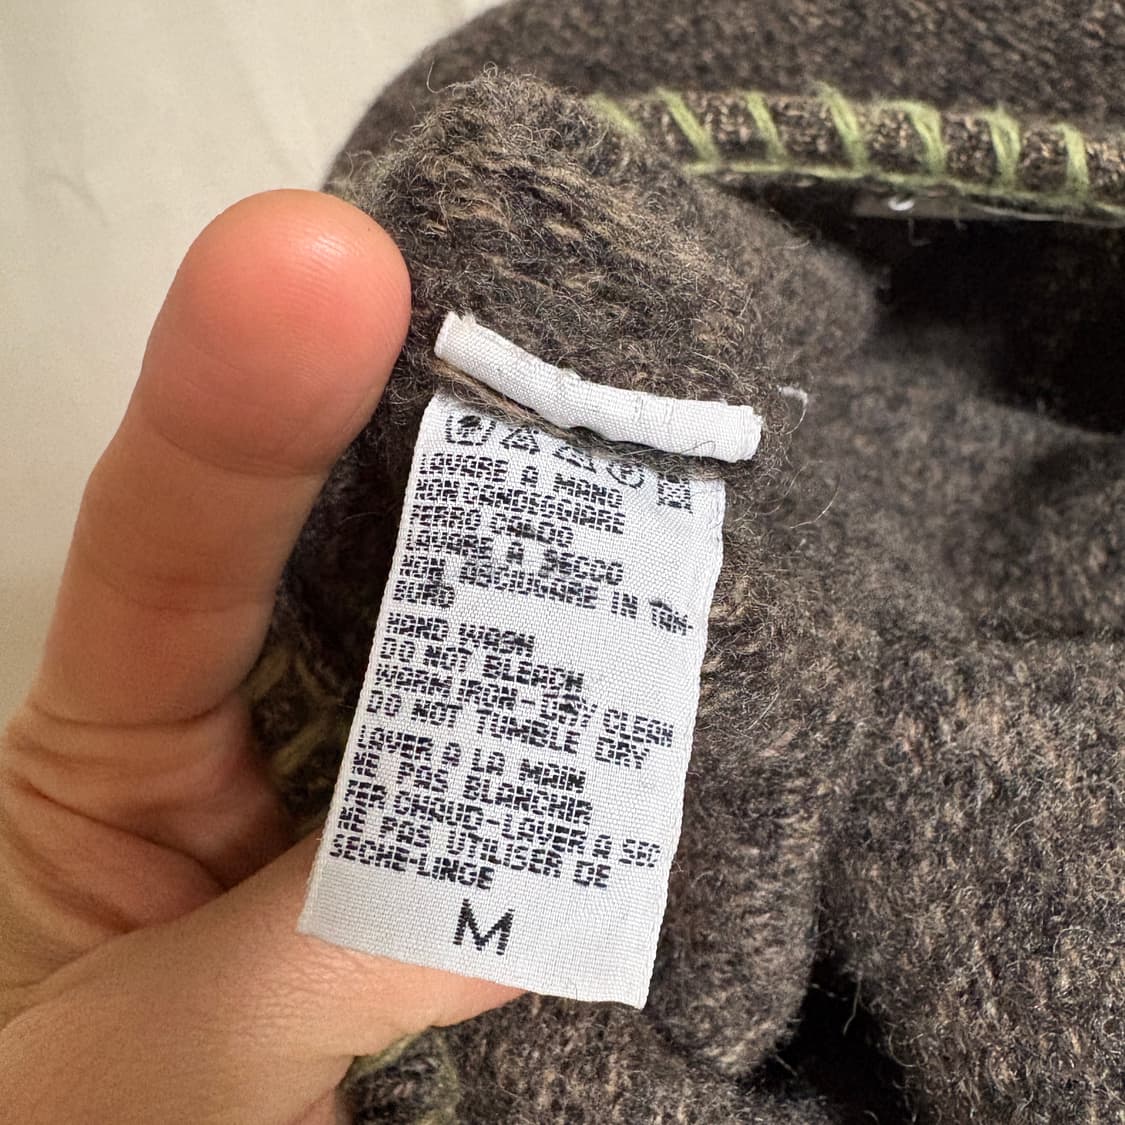 LAVARE A MANO
NON CANDEGGIARE
FERRO CALDO
LAVARE A SECCO
NON ASCIUGARE IN TAM-
BURO
HAND WASH
DO NOT BLEACH
WARM IRON-DRY CLEAN
DO NOT TUMBLE DRY
LAVER A LA MAIN
NE PAS BLANCHIR
FER CHAUD-LAVER A SEC
NE PAS UTILISER DE
SECHE-LINGE
M